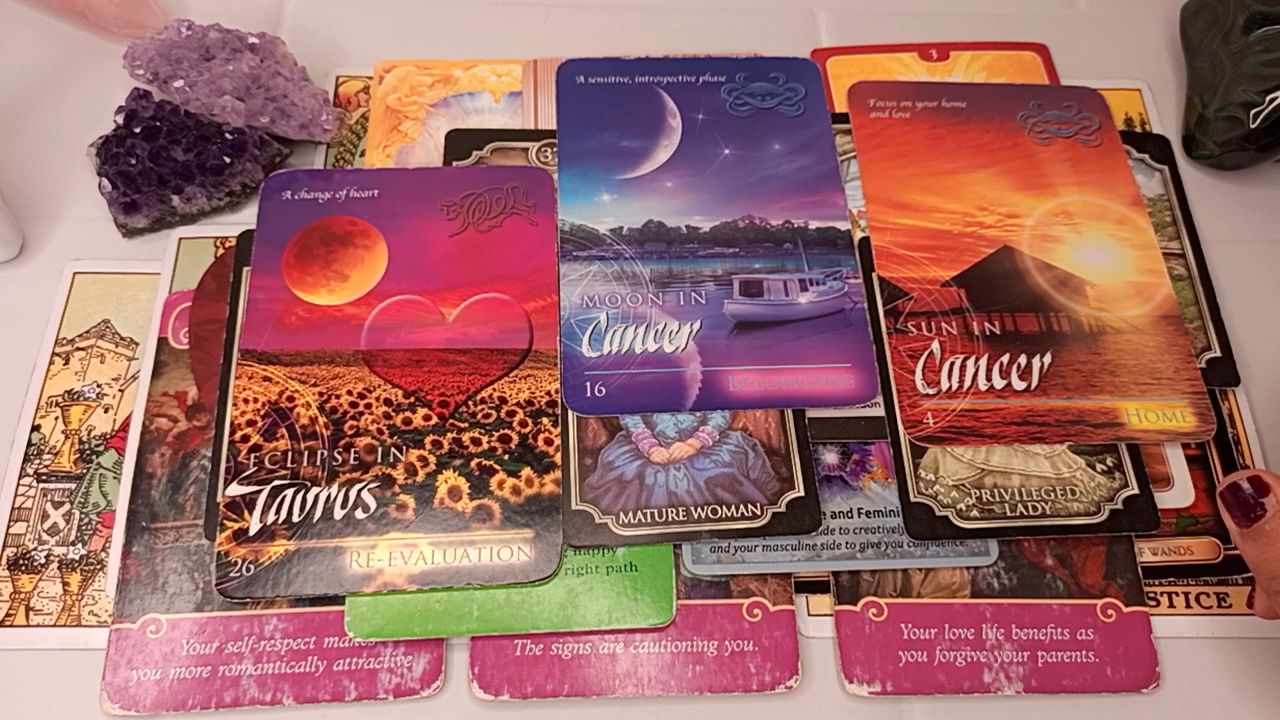 3
A sensitive, introspective phase
Focus on your home
and love
A change of heart
MOON IN
Cancer
16
BELONGING
SUN IN
Cancer
4
HOME
ECLIPSE IN
Taurus
RE-EVALUATION
26
MATURE WOMAN
PRIVILEGED
LADY
e and Femini
side to creatively
and your masculine side to give you confidence.
happy
right path
F WANDS
STICE
Your self-respect makes
you more romantically attractive
The signs are cautioning you.
Your love life benefits as
you forgive your parents.